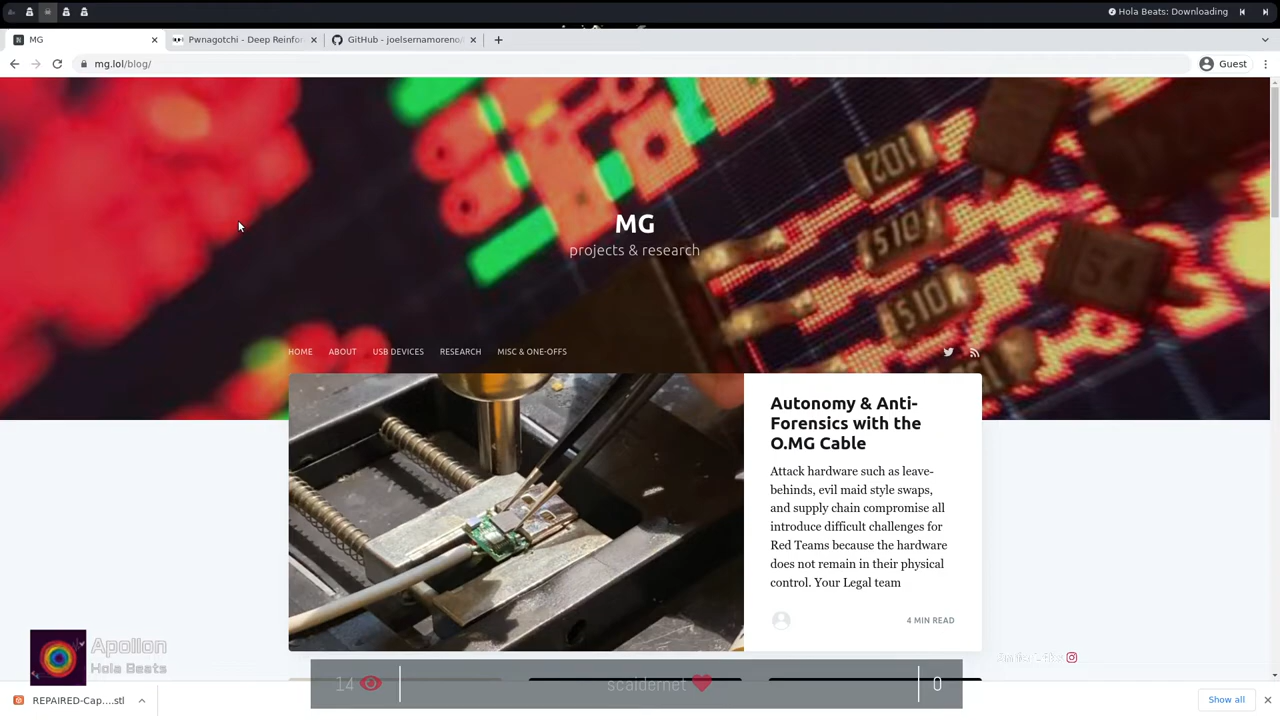 Hola Beats: Downloading
MG
Pwnagotchi - Deep Reinfor
GitHub - joelsernamoreno/
mg.lol/blog/
Guest
MG
projects & research
HOME ABOUT USB DEVICES RESEARCH MISC & ONE-OFFS
102
510
510
54
Autonomy & Anti-
Forensics with the
O.MG Cable
Attack hardware such as leave-
behinds, evil maid style swaps,
and supply chain compromise all
introduce difficult challenges for
Red Teams because the hardware
does not remain in their physical
control. Your Legal team
4 MIN READ
Apollon
Hola Beats
14
scaidernet
0
REPAIRED-Cap....stl
Show all